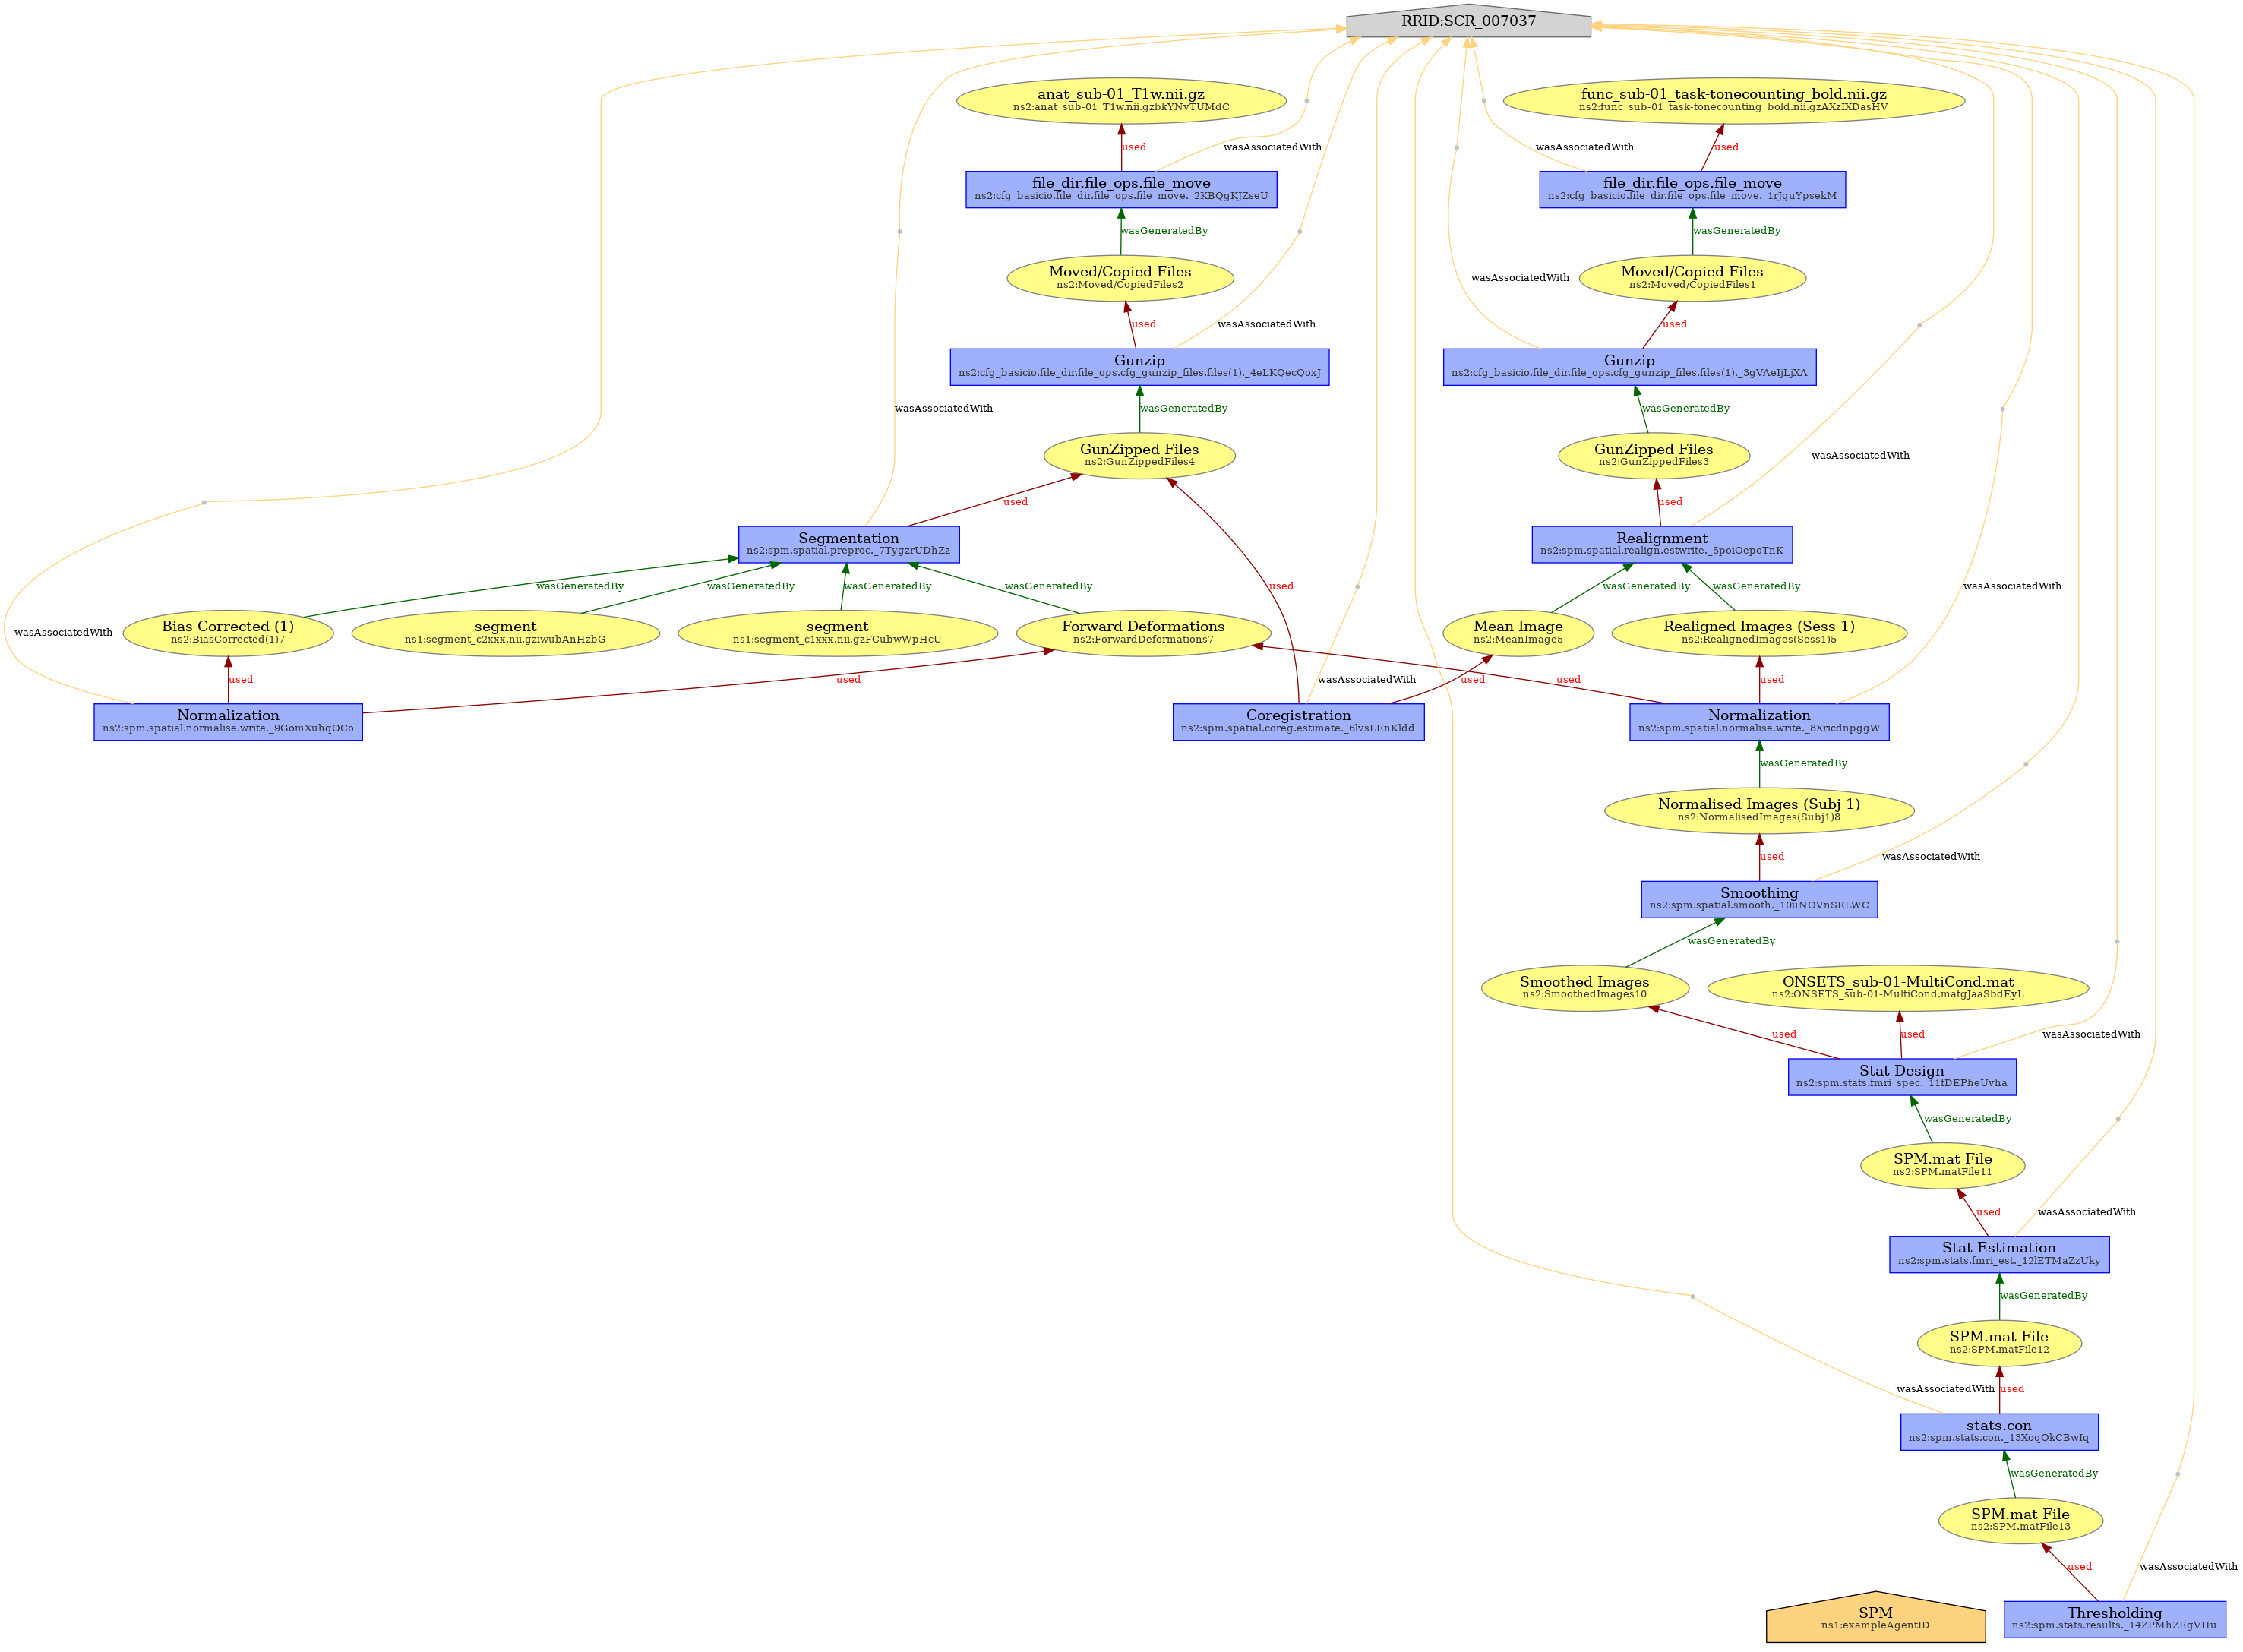 RRID:SCR_007037
anat_sub-01_T1w.nii.gz
ns2:anat_sub-01_T1w.nii.gzbkYNvTUMdC
func_sub-01_task-tonecounting_bold.nii.gz
ns2:func_sub-01_task-tonecounting_bold.nii.gzAXzIXDasHV
used
wasAssociatedWith
wasAssociatedWith
used
file_dir.file_ops.file_move
ns2:cfg_basicio.file_dir.file_ops.file_move._2KBQgKJZseU
file_dir.file_ops.file_move
ns2:cfg_basicio.file_dir.file_ops.file_move._1rJguYpsekM
wasGeneratedBy
wasGeneratedBy
Moved/Copied Files
ns2:Moved/CopiedFiles2
wasAssociatedWith
Moved/Copied Files
ns2:Moved/CopiedFiles1
used
wasAssociatedWith
used
Gunzip
ns2:cfg_basicio.file_dir.file_ops.cfg_gunzip_files.files(1)._4eLKQecQoxJ
Gunzip
ns2:cfg_basicio.file_dir.file_ops.cfg_gunzip_files.files(1)._3gVAeIjLjXA
wasAssociatedWith
wasGeneratedBy
wasGeneratedBy
GunZipped Files
ns2:GunZippedFiles4
GunZipped Files
ns2:GunZippedFiles3
wasAssociatedWith
used
used
Segmentation
ns2:spm.spatial.preproc._7TygzrUDhZz
Realignment
ns2:spm.spatial.realign.estwrite._5poiOepoTnK
wasGeneratedBy
wasGeneratedBy
wasGeneratedBy
wasGeneratedBy
used
wasGeneratedBy
wasGeneratedBy
wasAssociatedWith
wasAssociatedWith
Bias Corrected (1)
ns2:BiasCorrected(1)7
segment
ns1:segment_c2xxx.nii.gziwubAnHzbG
segment
ns1:segment_c1xxx.nii.gzFCubwWpHcU
Forward Deformations
ns2:ForwardDeformations7
Mean Image
ns2:MeanImage5
Realigned Images (Sess 1)
ns2:RealignedImages(Sess1)5
used
used
wasAssociatedWith
used
used
used
Normalization
ns2:spm.spatial.normalise.write._9GomXuhqOCo
Coregistration
ns2:spm.spatial.coreg.estimate._6lvsLEnKldd
Normalization
ns2:spm.spatial.normalise.write._8XricdnpggW
wasGeneratedBy
Normalised Images (Subj 1)
ns2:NormalisedImages(Subj1)8
used
wasAssociatedWith
Smoothing
ns2:spm.spatial.smooth._10uNOVnSRLWC
wasGeneratedBy
Smoothed Images
ns2:SmoothedImages10
ONSETS_sub-01-MultiCond.mat
ns2:ONSETS_sub-01-MultiCond.matgJaaSbdEyL
used
used
wasAssociatedWith
Stat Design
ns2:spm.stats.fmri_spec._11fDEPheUvha
wasGeneratedBy
SPM.mat File
ns2:SPM.matFile11
used
wasAssociatedWith
Stat Estimation
ns2:spm.stats.fmri_est._12lETMaZzUky
wasGeneratedBy
SPM.mat File
ns2:SPM.matFile12
wasAssociatedWith
used
stats.con
ns2:spm.stats.con._13XoqQkCBwIq
wasGeneratedBy
SPM.mat File
ns2:SPM.matFile13
used
wasAssociatedWith
SPM
ns1:exampleAgentID
Thresholding
ns2:spm.stats.results._14ZPMhZEgVHu